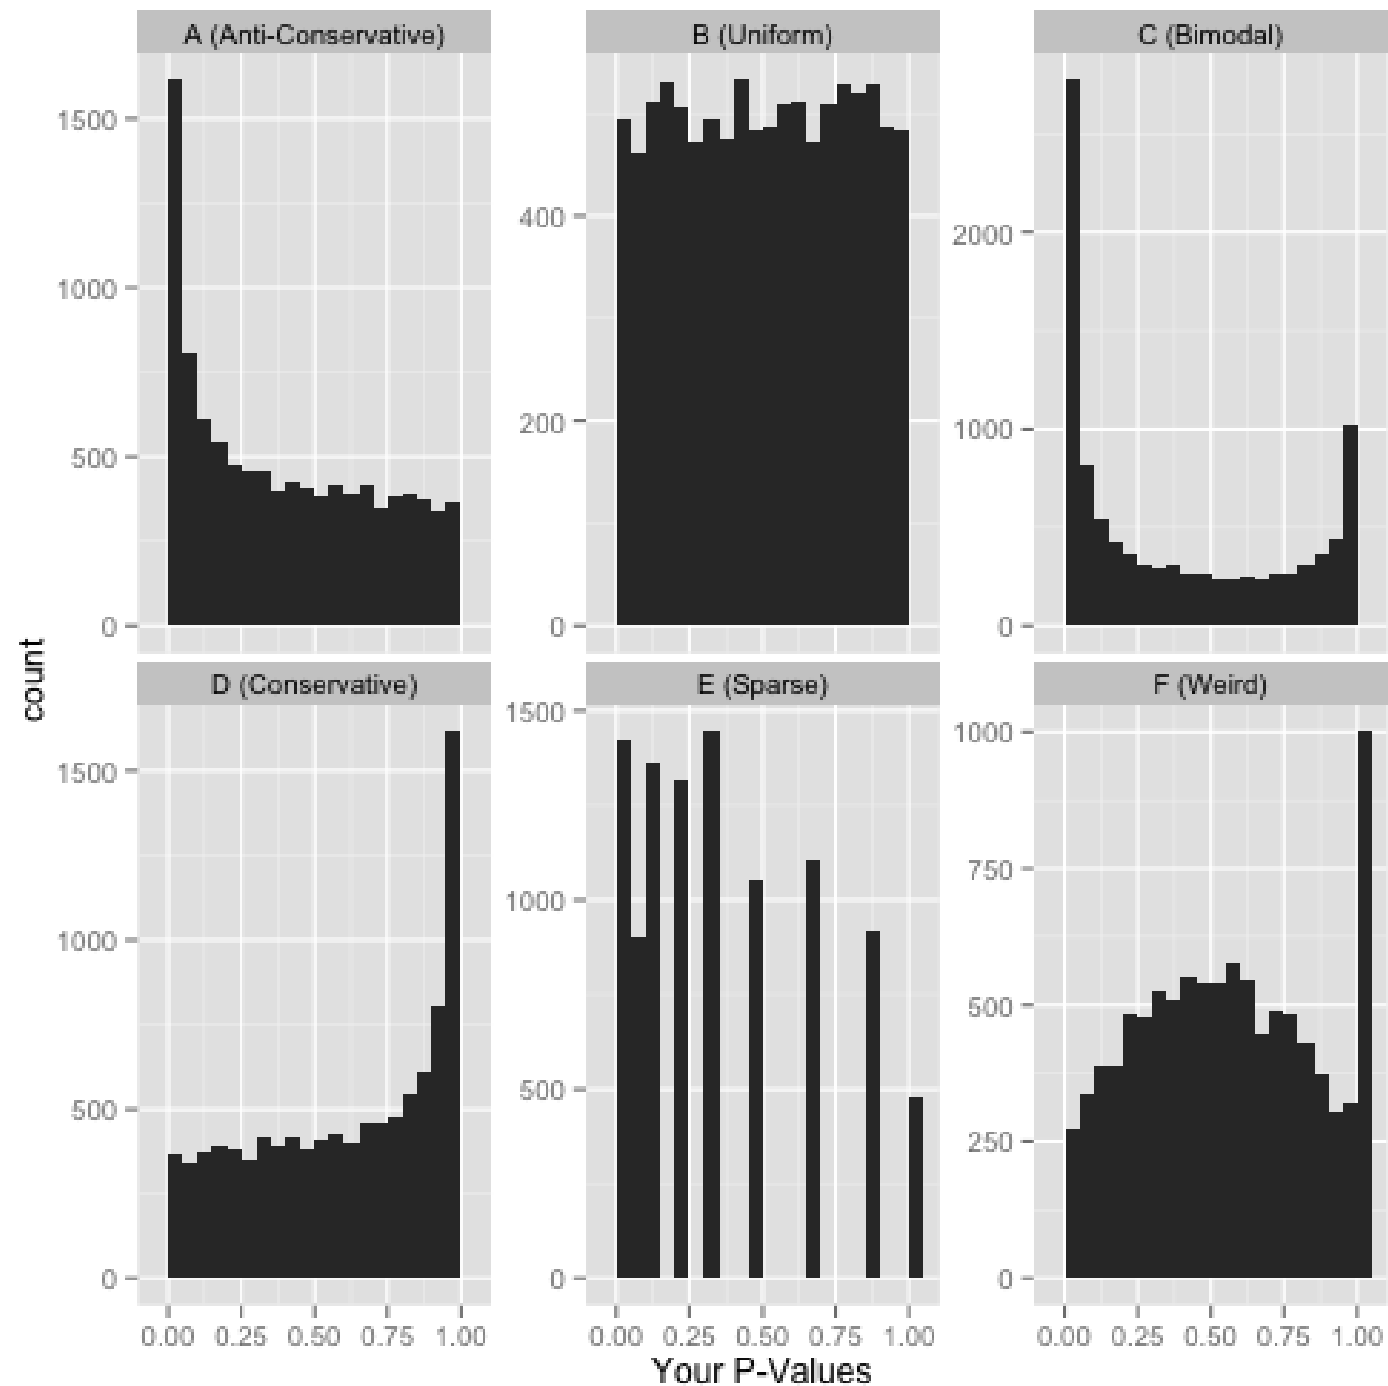 A (Anti-Conservative)
B (Uniform)
C (Bimodal)
1500
1000
500
0
400
200
0
2000
1000
0
count
D (Conservative)
E (Sparse)
F (Weird)
1500
1000
500
0
1500
1000
500
0
1000
750
500
250
0
0.00 0.25 0.50 0.75 1.00
0.00 0.25 0.50 0.75 1.00
0.00 0.25 0.50 0.75 1.00
Your P-Values